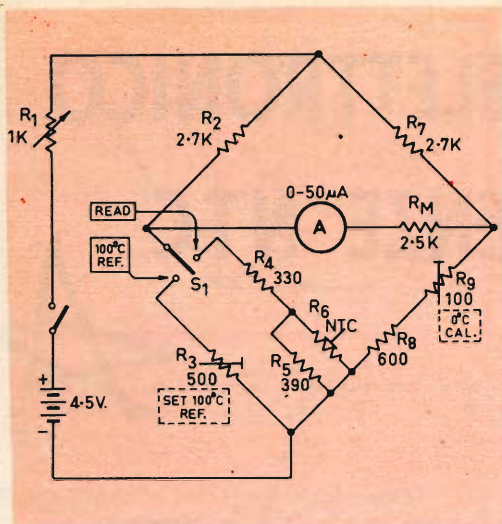 R1
1K
R2
2·7K
R7
2·7K
0-50µA
A
RM
2·5K
READ
100°C
REF.
S1
R4
330
R6
NTC
R9
100
0°C
CAL.
R8
600
R5
390
R3
500
SET 100°C
REF.
+
4·5V.
-